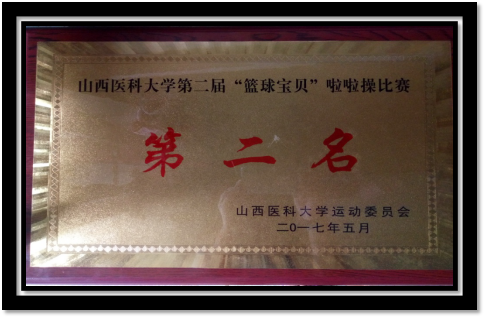 山西医科大学第二届“篮球宝贝”啦啦操比赛
第二名
山西医科大学运动委员会
二0一七年五月